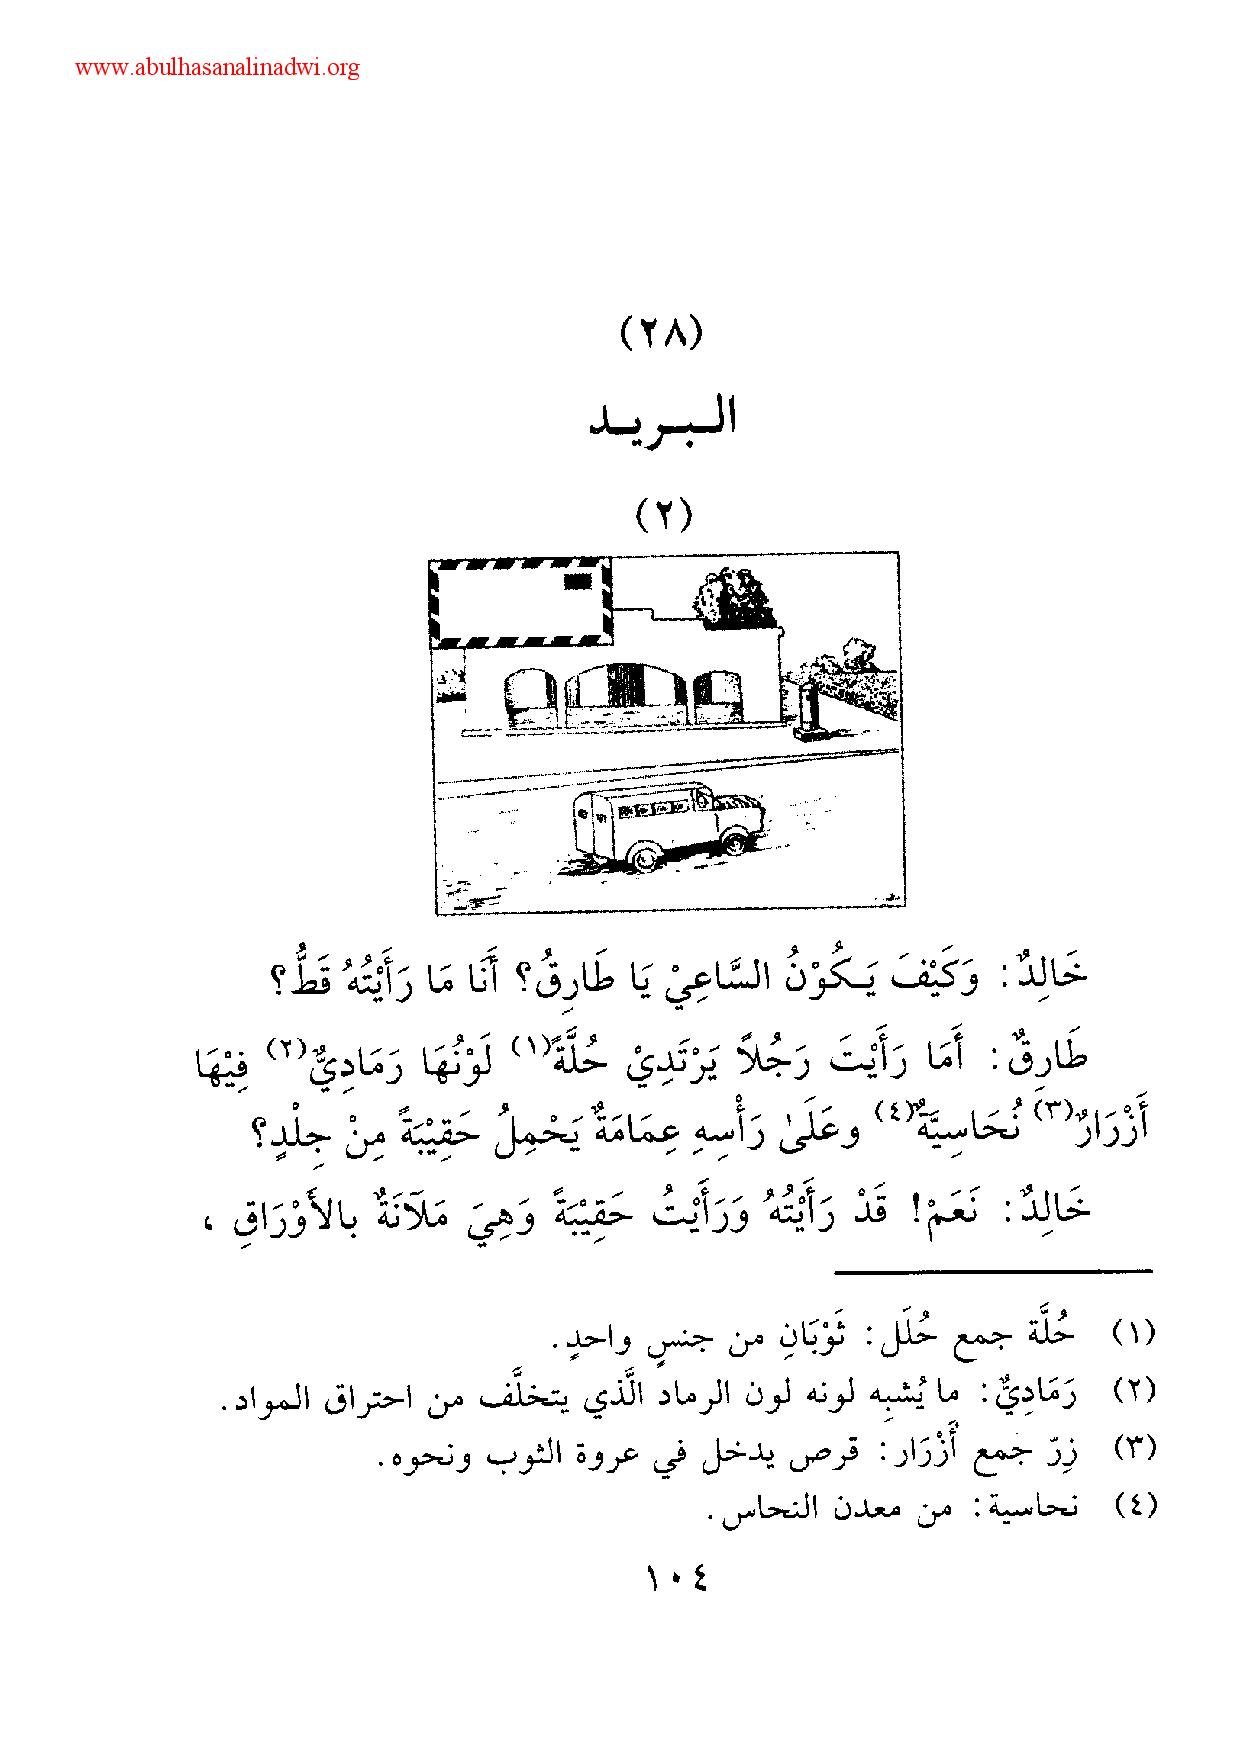 www.abulhasanalinadwi.org
(٢٨)
البريد
(٢)
خَالِدٌ: وَكَيْفَ يَكُوْنُ السَّاعِيْ يَا طَارِقُ؟ أَنَا مَا رَأَيْتُهُ قَطُّ؟
طَارِقٌ: أَمَا رَأَيْتَ رَجُلاً يَرْتَدِيْ حُلَّةً(١) لَوْنُهَا رَمَادِيٌّ(٢) فِيْهَا
أَزْرَارٌ(٣) نُحَاسِيَّةٌ(٤) وعَلَىٰ رَأْسِهِ عِمَامَةٌ يَحْمِلُ حَقِيْبَةً مِنْ جِلْدٍ؟
خَالِدٌ: نَعَمْ! قَدْ رَأَيْتُهُ وَرَأَيْتُ حَقِيْبَةً وَهِيَ مَلآنَةٌ بالأَوْرَاقِ ،
(١) حُلَّة جمع حُلَل: ثَوْبَانِ من جنسٍ واحدٍ.
(٢) رَمَادِيٌّ: ما يُشبِه لونه لون الرماد الَّذي يتخلَّف من احتراق المواد.
(٣) زِرّ جمع أَزْرَار: قرص يدخل في عروة الثوب ونحوه.
(٤) نحاسية: من معدن النحاس.
١٠٤